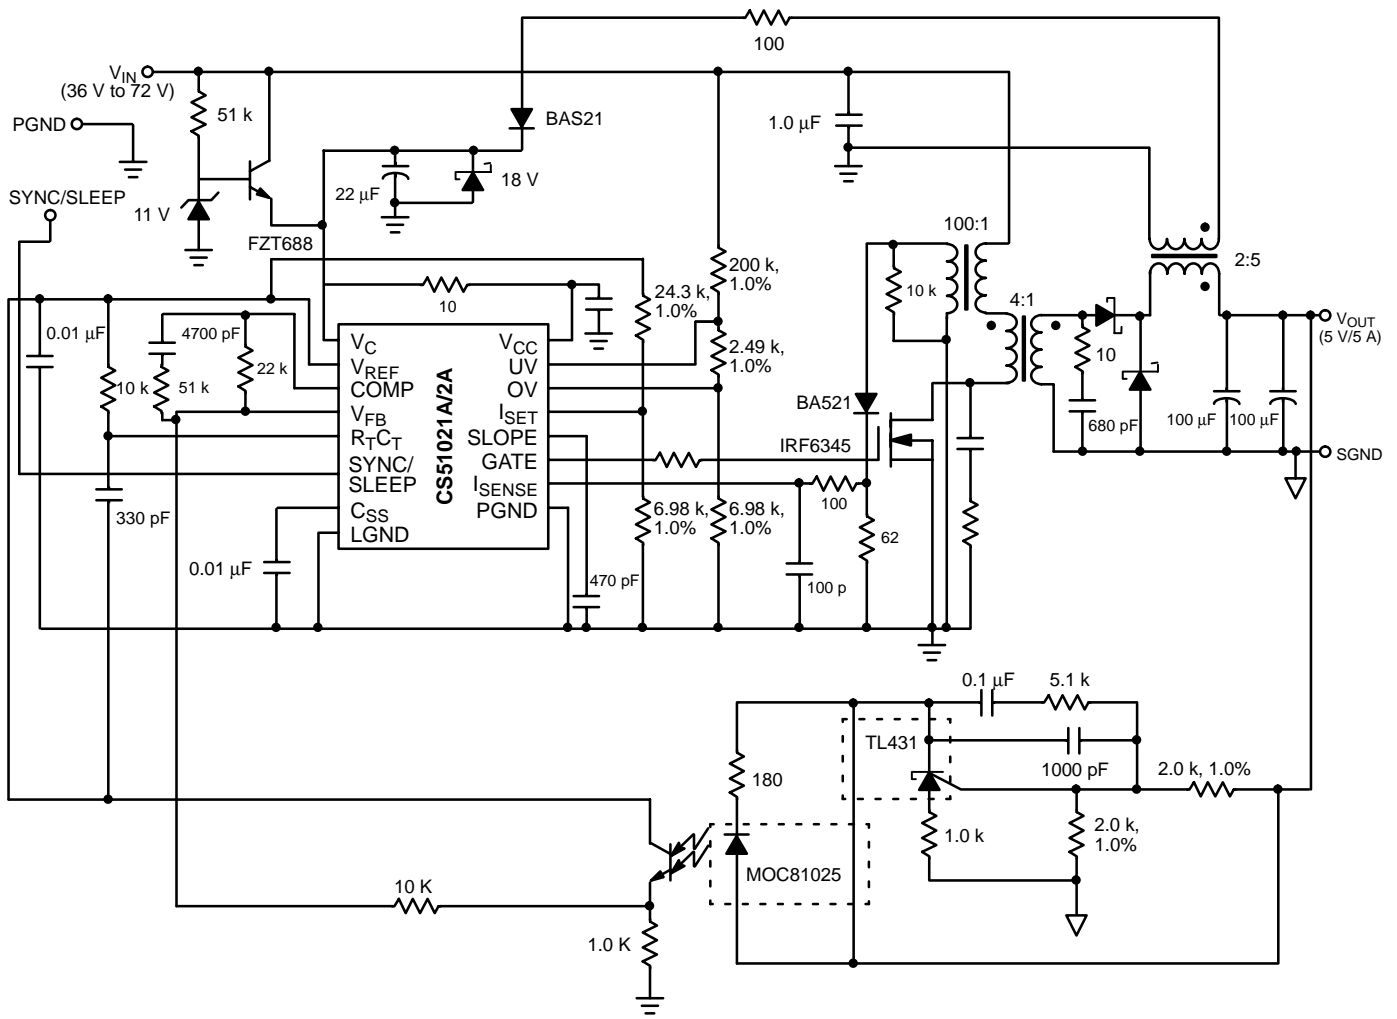 100
V_IN
(36 V to 72 V)
51 k
PGND
BAS21
1.0 µF
SYNC/SLEEP
11 V
22 µF
18 V
FZT688
100:1
2:5
200 k,
1.0%
24.3 k,
1.0%
10
10 k
4:1
V_OUT
(5 V/5 A)
0.01 µF
4700 pF
22 k
10 k
51 k
V_C
V_REF
COMP
V_FB
R_TC_T
SYNC/
SLEEP
C_SS
LGND
CS51021A/2A
V_CC
UV
OV
I_SET
SLOPE
GATE
I_SENSE
PGND
2.49 k,
1.0%
10
BA521
680 pF
100 µF
100 µF
IRF6345
SGND
330 pF
6.98 k,
1.0%
6.98 k,
1.0%
100
62
0.01 µF
470 pF
100 p
0.1 µF
5.1 k
TL431
1000 pF
2.0 k, 1.0%
180
1.0 k
2.0 k,
1.0%
MOC81025
10 K
1.0 K